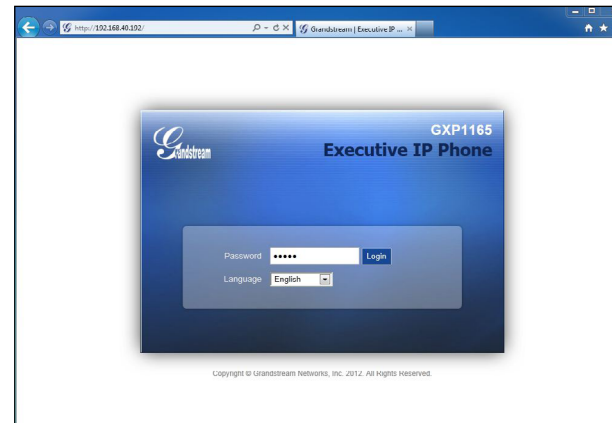 http://192.168.40.192/
Grandstream | Executive IP ...
Grandstream
GXP1165
Executive IP Phone
Password •••••
Login
Language English
Copyright © Grandstream Networks, Inc. 2012. All Rights Reserved.